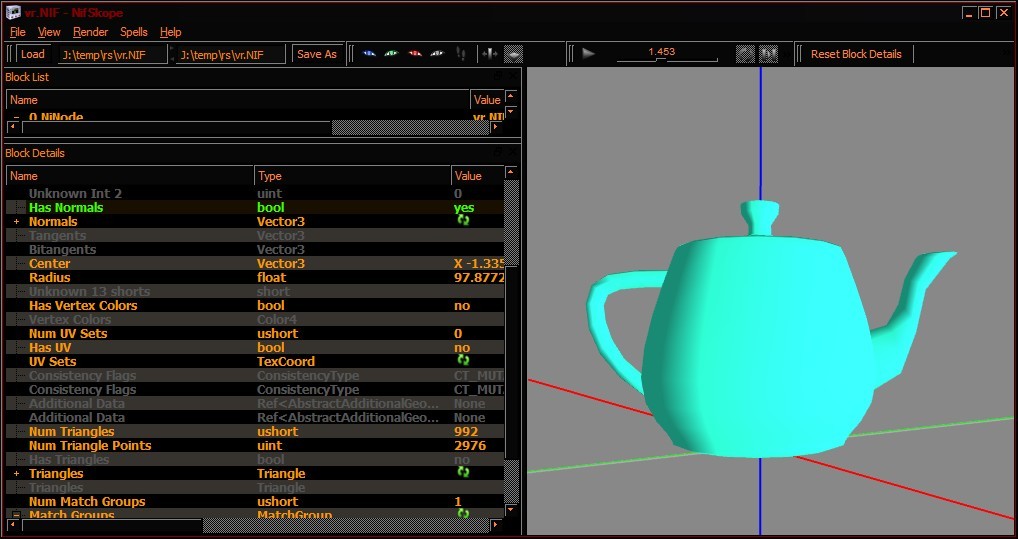 vr.NIF - NifSkope
File View Render Spells Help
Load J:\temp\rs\vr.NIF J:\temp\rs\vr.NIF Save As 1.453 Reset Block Details
Block List
Name Value
0 NiNode vr.NI
Block Details
Name Type Value
Unknown Int 2 uint 0
Has Normals bool yes
Normals Vector3
Tangents Vector3
Bitangents Vector3
Center Vector3 X -1.335
Radius float 97.8772
Unknown 13 shorts short
Has Vertex Colors bool no
Vertex Colors Color4
Num UV Sets ushort 0
Has UV bool no
UV Sets TexCoord
Consistency Flags ConsistencyType CT_MUT
Consistency Flags ConsistencyType CT_MUT
Additional Data Ref<AbstractAdditionalGeo... None
Additional Data Ref<AbstractAdditionalGeo... None
Num Triangles ushort 992
Num Triangle Points uint 2976
Has Triangles bool no
Triangles Triangle
Triangles Triangle
Num Match Groups ushort 1
Match Groups MatchGroup